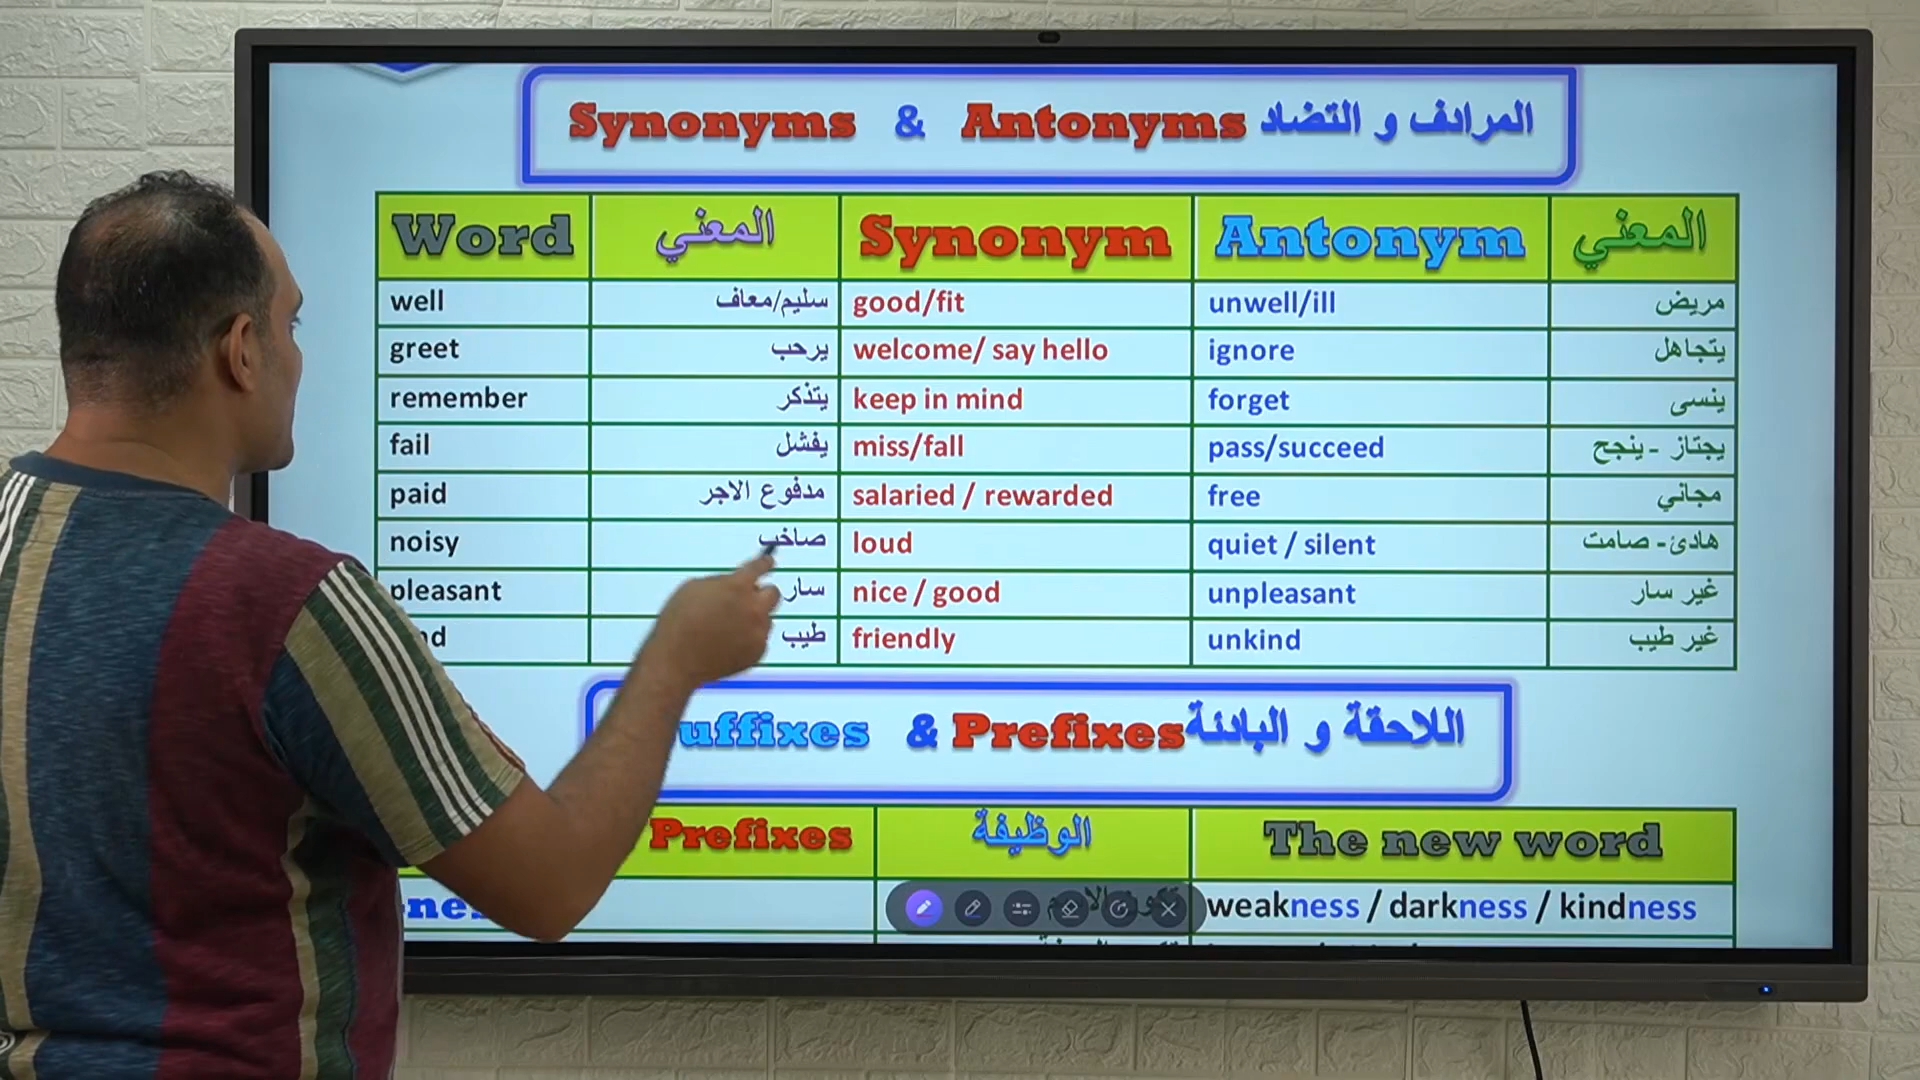 Synonyms & Antonyms المرادف و التضاد
Word المعني Synonym Antonym المعني
well سليم/معاف good/fit unwell/ill مريض
greet يرحب welcome/ say hello ignore يتجاهل
remember يتذكر keep in mind forget ينسى
fail يفشل miss/fall pass/succeed يجتاز - ينجح
paid مدفوع الاجر salaried / rewarded free مجاني
noisy صاخب loud quiet / silent هادئ- صامت
pleasant سار nice / good unpleasant غير سار
طيب friendly unkind غير طيب
& Prefixes اللاحقة و البادئة
Prefixes الوظيفة The new word
weakness / darkness / kindness